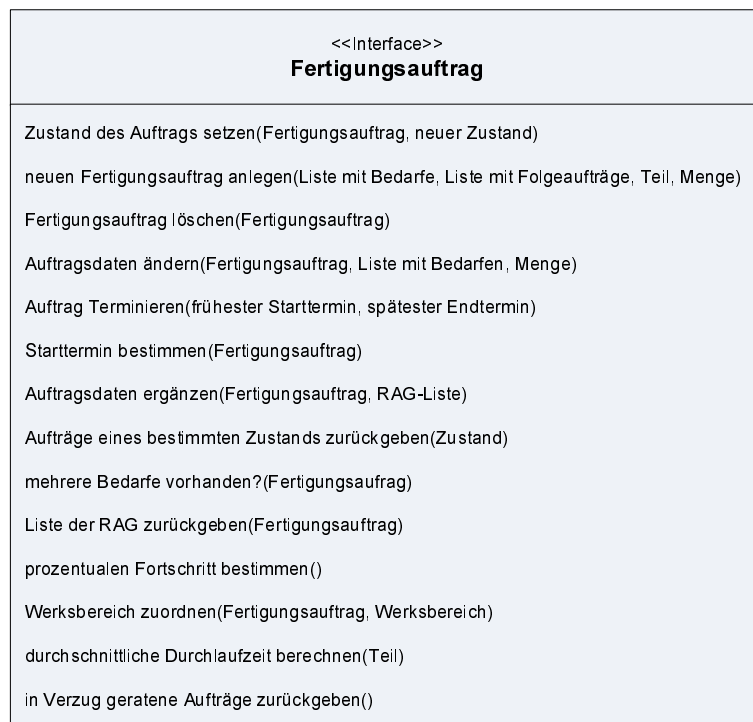 <<Interface>>
Fertigungsauftrag
Zustand des Auftrags setzen(Fertigungsauftrag, neuer Zustand)
neuen Fertigungsauftrag anlegen(Liste mit Bedarfe, Liste mit Folgeaufträge, Teil, Menge)
Fertigungsauftrag löschen(Fertigungsauftrag)
Auftragsdaten ändern(Fertigungsauftrag, Liste mit Bedarfen, Menge)
Auftrag Terminieren(frühester Starttermin, spätester Endtermin)
Starttermin bestimmen(Fertigungsauftrag)
Auftragsdaten ergänzen(Fertigungsauftrag, RAG-Liste)
Aufträge eines bestimmten Zustands zurückgeben(Zustand)
mehrere Bedarfe vorhanden?(Fertigungsaufrag)
Liste der RAG zurückgeben(Fertigungsauftrag)
prozentualen Fortschritt bestimmen()
Werksbereich zuordnen(Fertigungsauftrag, Werksbereich)
durchschnittliche Durchlaufzeit berechnen(Teil)
in Verzug geratene Aufträge zurückgeben()